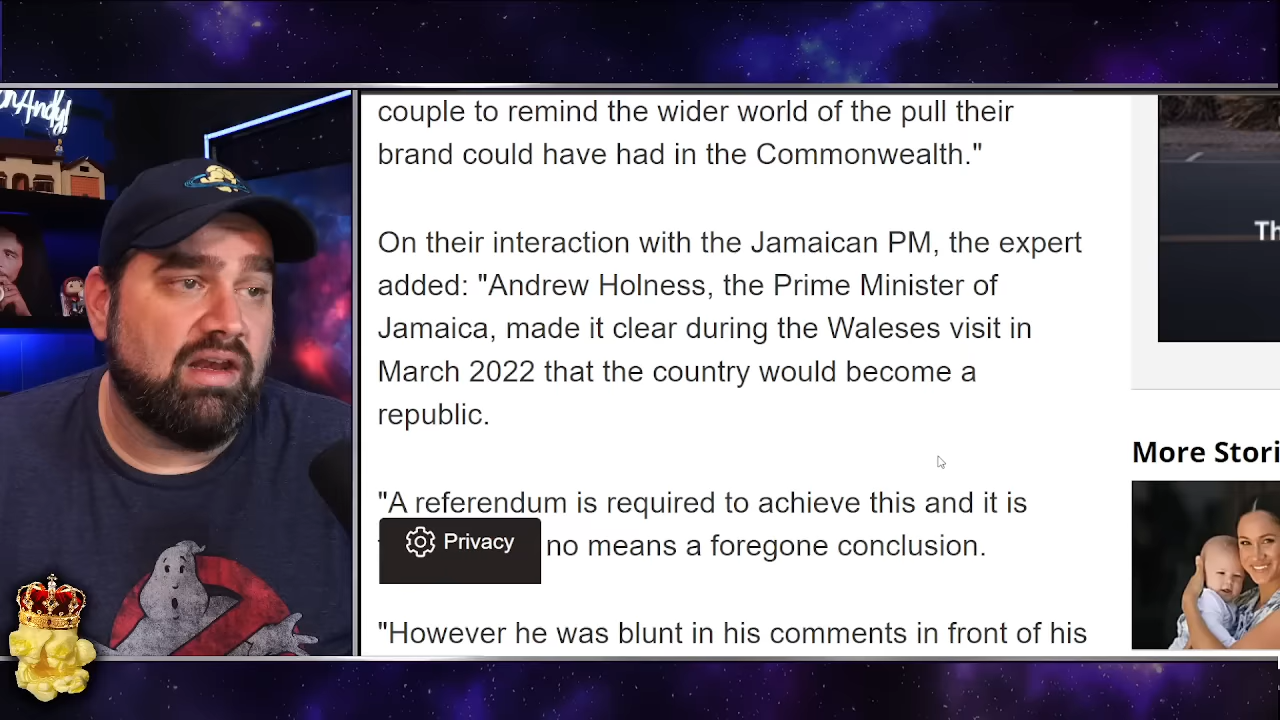 onAndy!
couple to remind the wider world of the pull their
brand could have had in the Commonwealth."
On their interaction with the Jamaican PM, the expert
added: "Andrew Holness, the Prime Minister of
Jamaica, made it clear during the Waleses visit in
March 2022 that the country would become a
republic.
"A referendum is required to achieve this and it is
Privacy
no means a foregone conclusion.
"However he was blunt in his comments in front of his
Th
More Stori